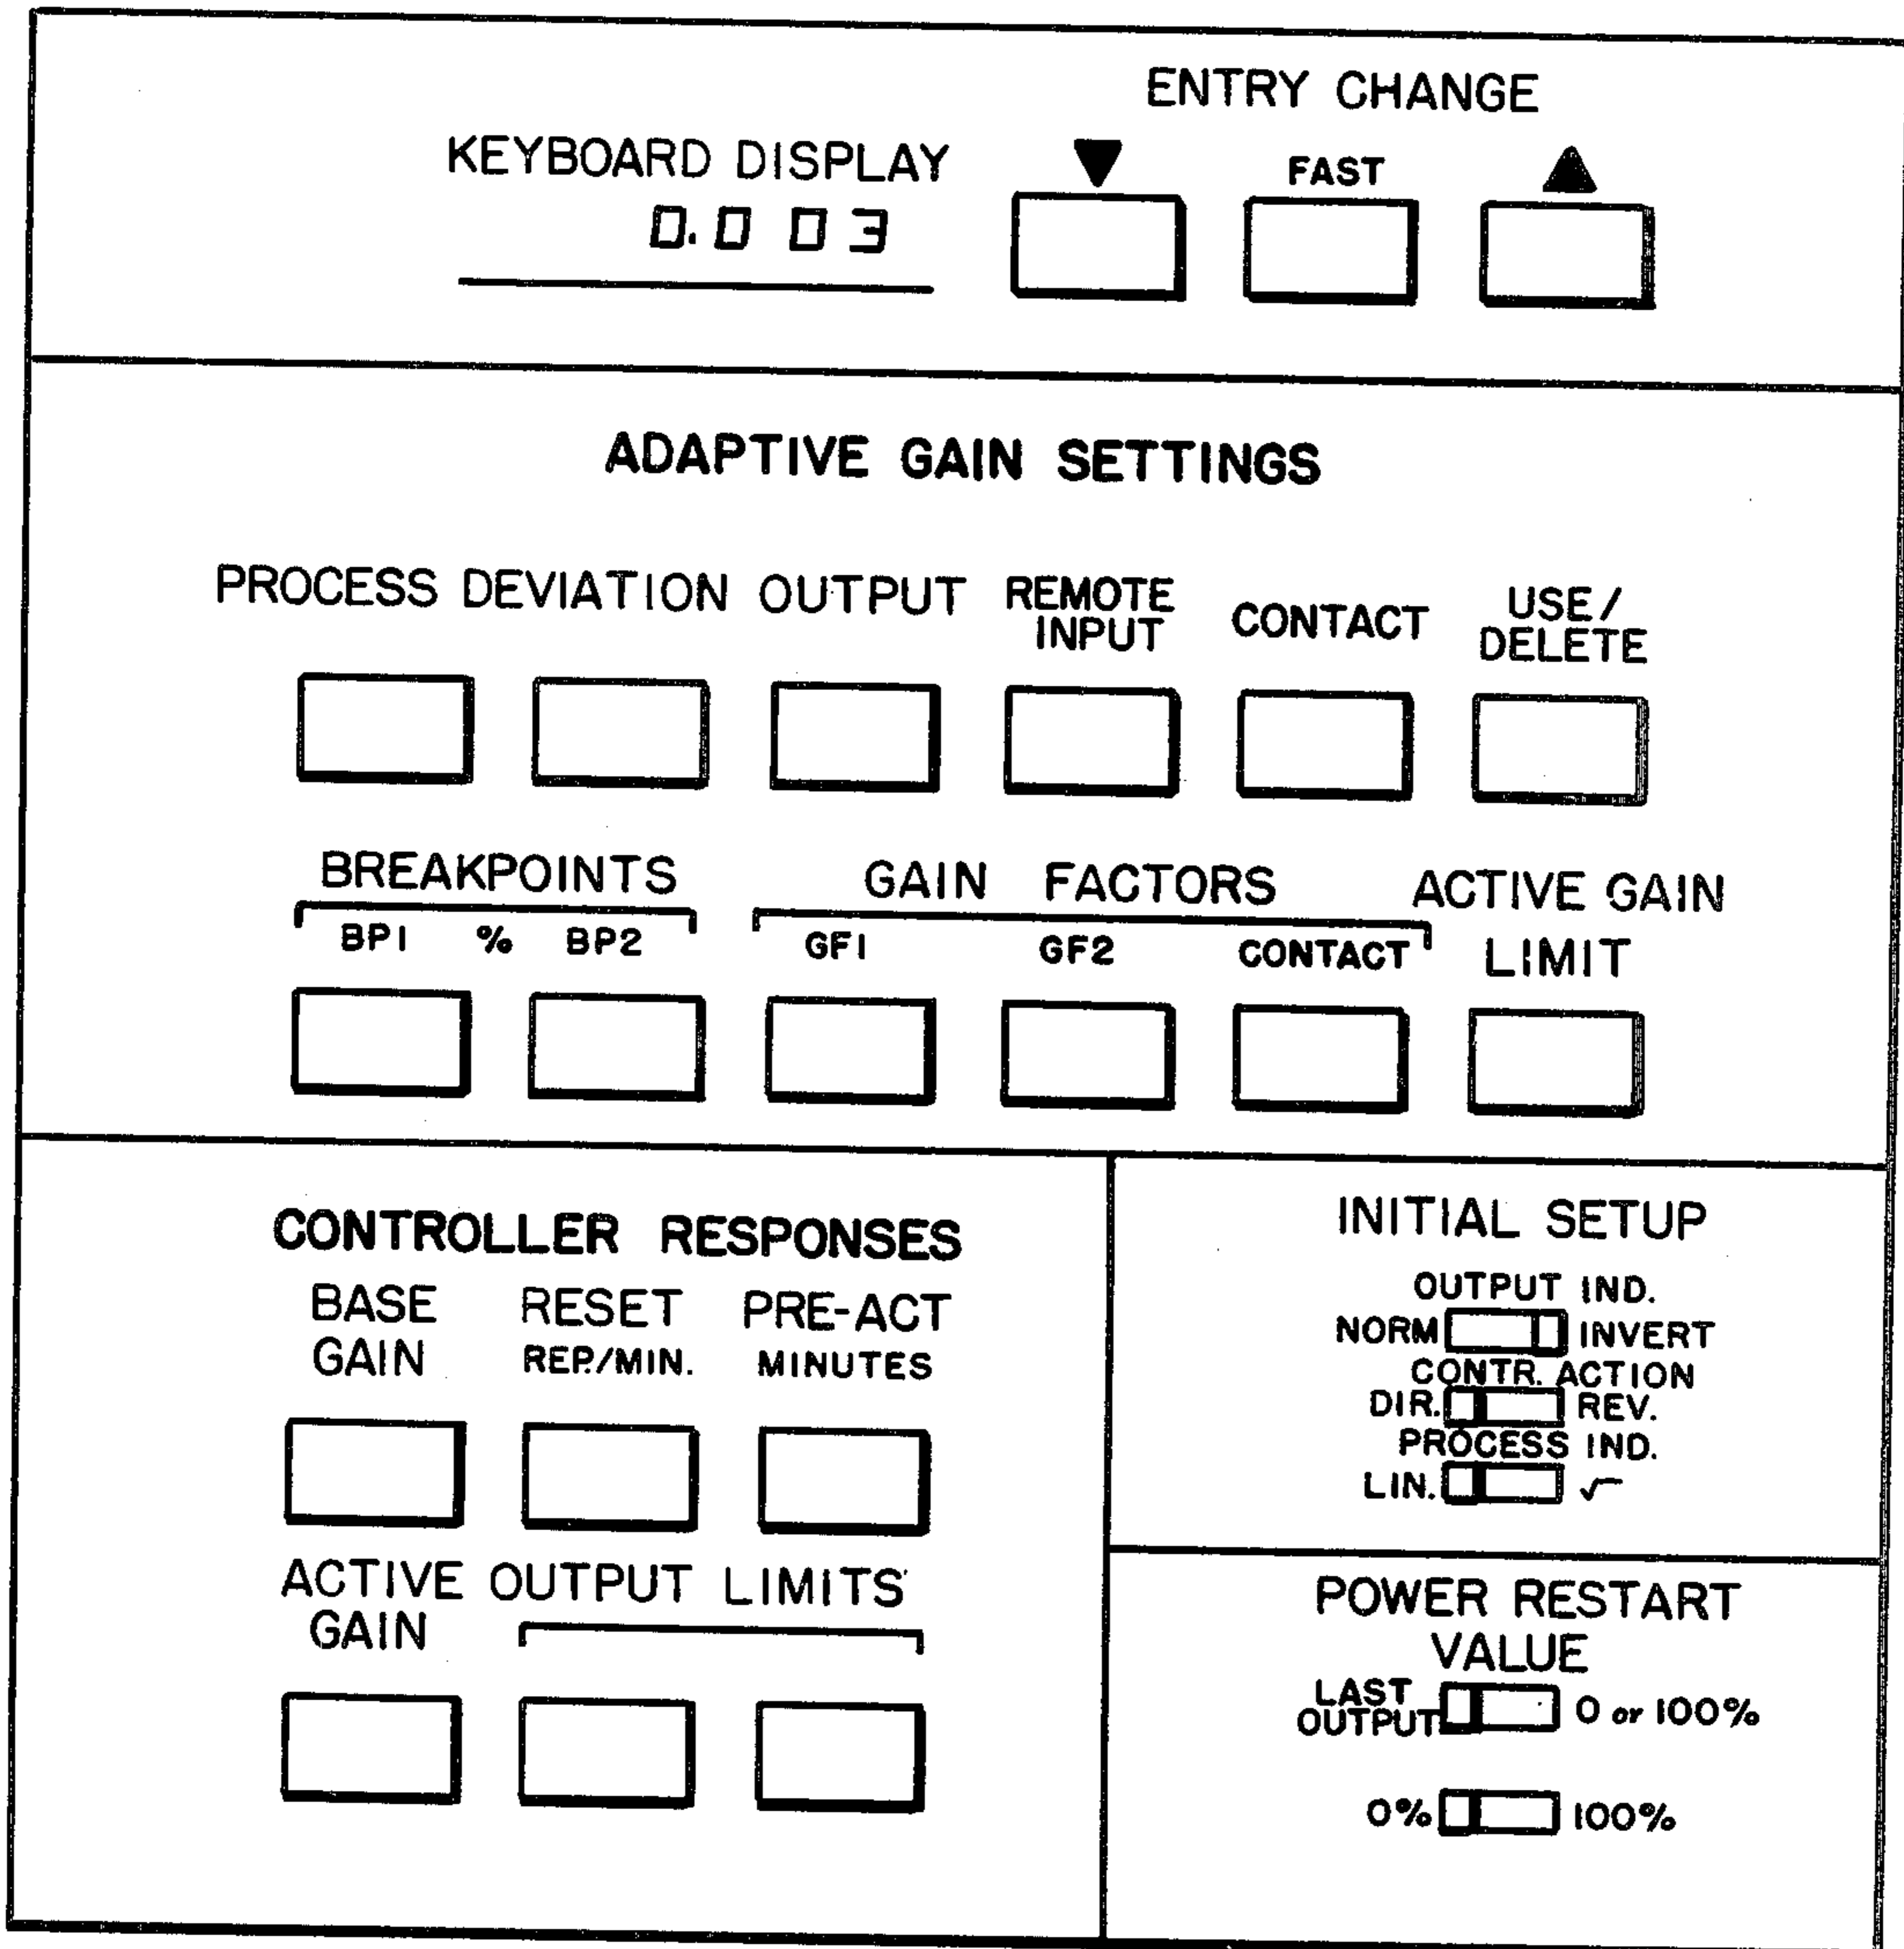 ENTRY CHANGE
KEYBOARD DISPLAY
▼ FAST ▲
0.003
ADAPTIVE GAIN SETTINGS
PROCESS DEVIATION OUTPUT REMOTE INPUT CONTACT USE/ DELETE
BREAKPOINTS GAIN FACTORS ACTIVE GAIN LIMIT
BP1 % BP2 GF1 GF2 CONTACT
CONTROLLER RESPONSES
BASE GAIN
RESET REP./MIN.
PRE-ACT MINUTES
ACTIVE GAIN
OUTPUT LIMITS
INITIAL SETUP
OUTPUT IND.
NORM INVERT
CONTR. ACTION
DIR. REV.
PROCESS IND.
LIN. √
POWER RESTART
VALUE
LAST OUTPUT 0 or 100%
0% 100%